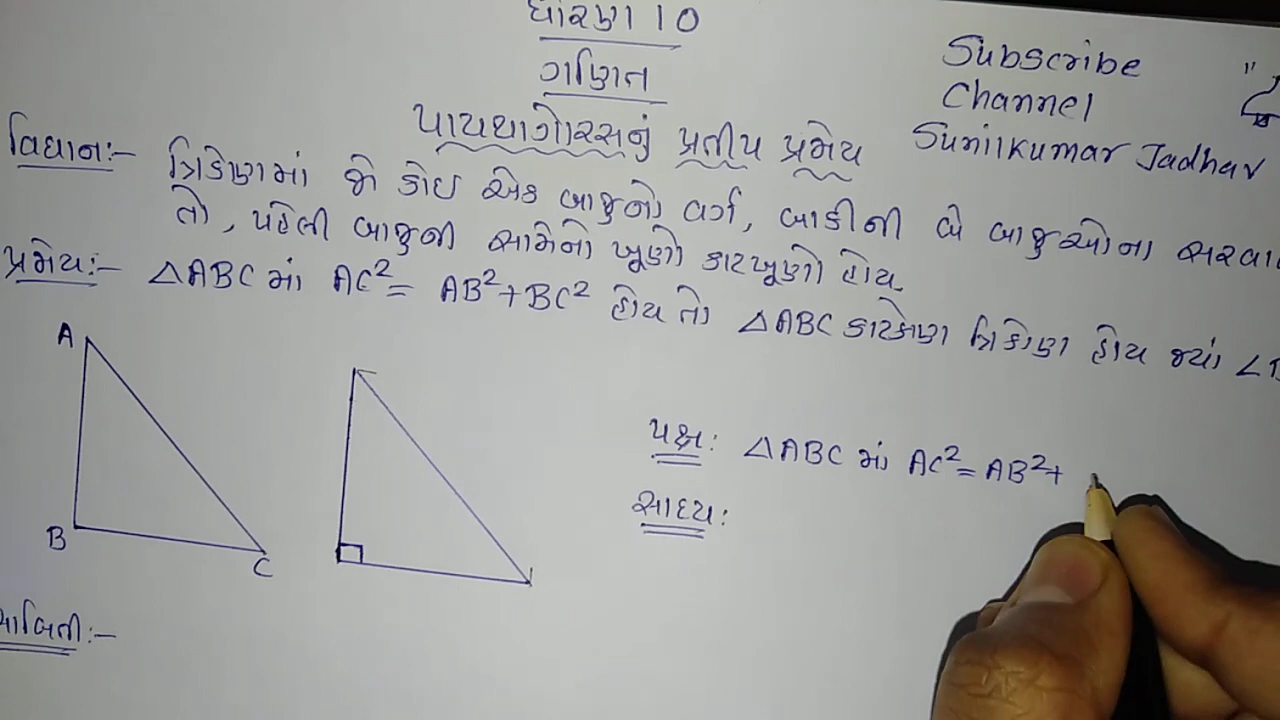 ધોરણ 10
ગણિત
પાયથાગોરસનું પ્રતીપ પ્રમેય
Subscribe
Channel
Sunilkumar Jadhav
વિધાન:- ત્રિકોણમાં જો કોઇ એક બાજુનો વર્ગ, બાકીની બે બાજુઓના
તો, પહેલી બાજુની સામેનો ખૂણો કાટખૂણો હોય.
પ્રમેય:- △ABC માં AC²= AB²+BC² હોય તો △ABC કાટકોણ ત્રિકોણ હોય જ્યાં ∠B
A
B
C
પક્ષ: △ABC માં AC²= AB²+
સાધ્ય:
સાબિતી:-